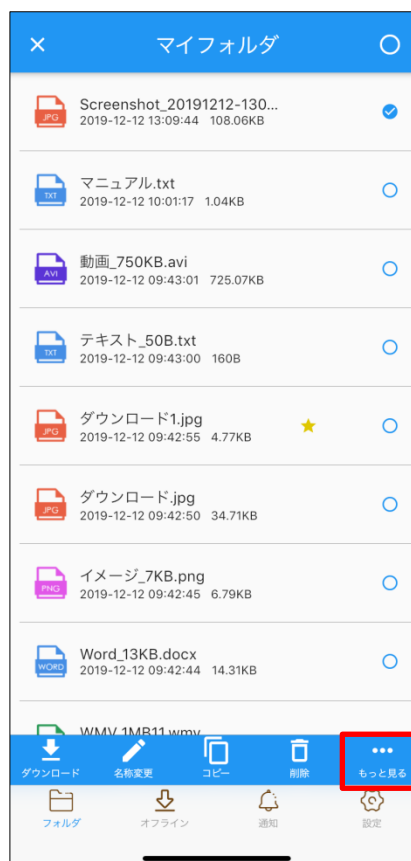 マイフォルダ
JPG
Screenshot_20191212-130...
2019-12-12 13:09:44 108.06KB
TXT
マニュアル.txt
2019-12-12 10:01:17 1.04KB
AVI
動画_750KB.avi
2019-12-12 09:43:01 725.07KB
TXT
テキスト_50B.txt
2019-12-12 09:43:00 160B
JPG
ダウンロード1.jpg
2019-12-12 09:42:55 4.77KB
JPG
ダウンロード.jpg
2019-12-12 09:42:50 34.71KB
PNG
イメージ_7KB.png
2019-12-12 09:42:45 6.79KB
WORD
Word_13KB.docx
2019-12-12 09:42:44 14.31KB
WMV_1MB11.wmv
ダウンロード 名称変更 コピー 削除 もっと見る
フォルダ オフライン 通知 設定